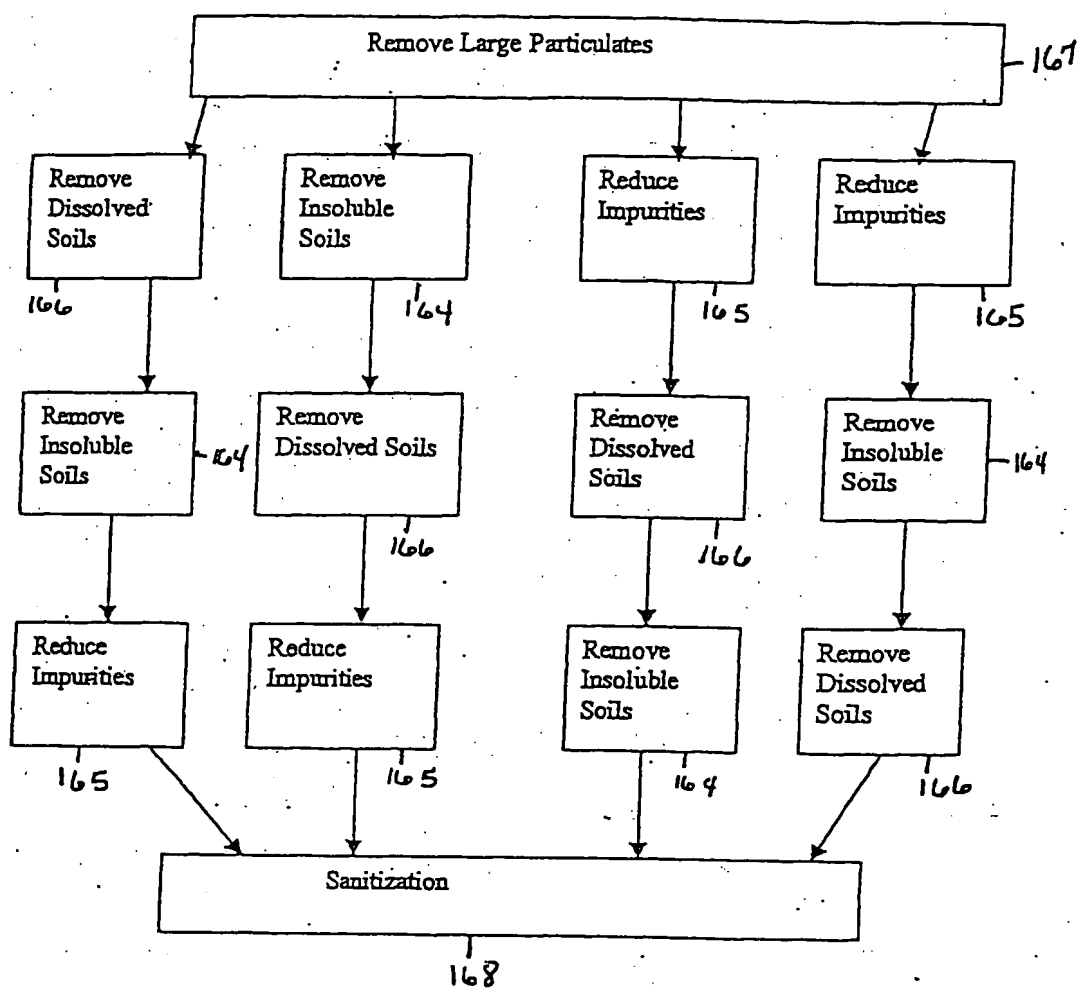 Remove Large Particulates
167
Remove
Dissolved
Soils
166
Remove
Insoluble
Soils
164
Reduce
Impurities
165
Reduce
Impurities
165
Remove
Insoluble
Soils
164
Remove
Dissolved Soils
166
Remove
Dissolved
Soils
166
Remove
Insoluble
Soils
164
Reduce
Impurities
165
Reduce
Impurities
165
Remove
Insoluble
Soils
164
Remove
Dissolved
Soils
166
Sanitization
168